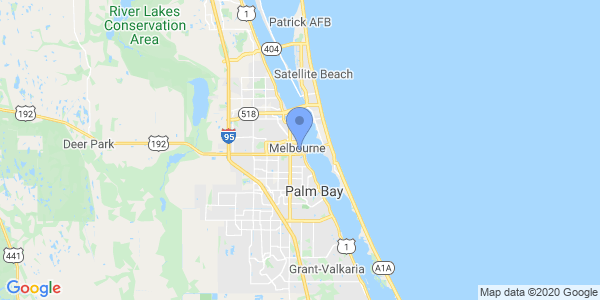 River Lakes
Conservation
Area
1
Patrick AFB
404
Satellite Beach
192
518
95
Deer Park
192
Melbourne
Palm Bay
441
1
Grant-Valkaria
A1A
Google
Map data ©2020 Google